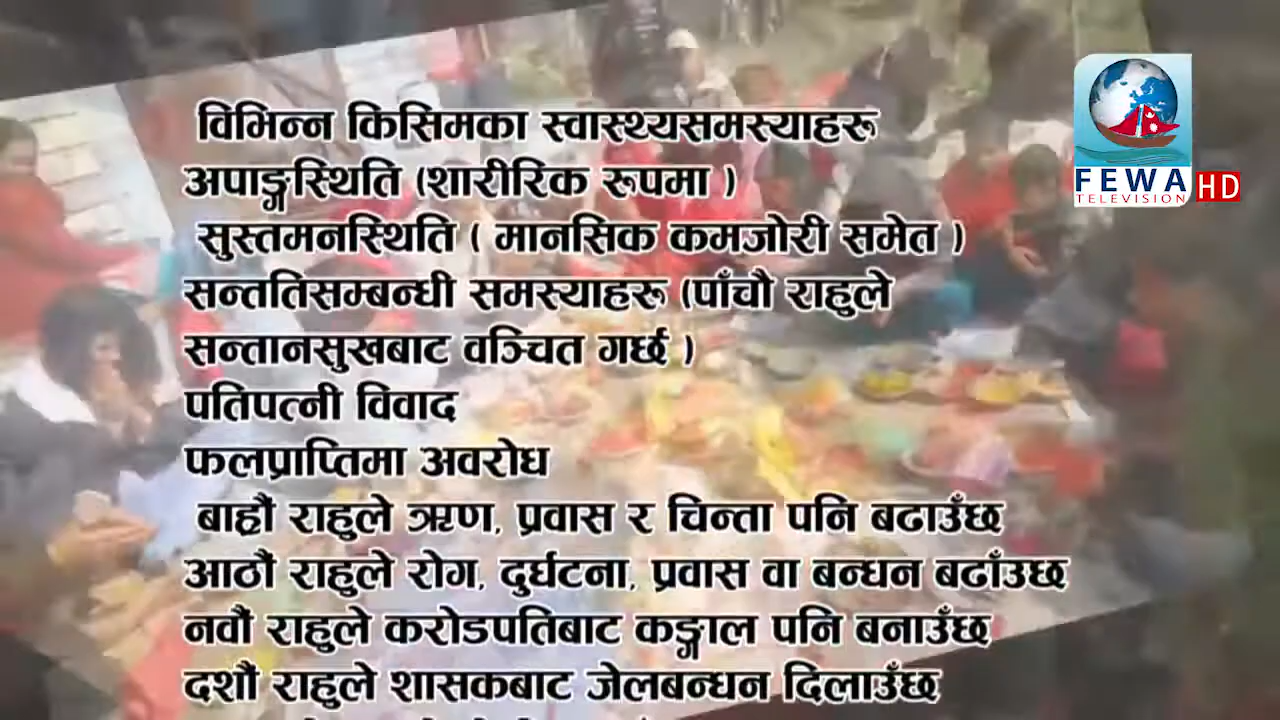 विभिन्न किसिमका स्वास्थ्यसमस्याहरू
अपाङ्गस्थिति (शारीरिक रूपमा )
सुस्तमनस्थिति ( मानसिक कमजोरी समेत )
सन्ततिसम्बन्धी समस्याहरू (पाँचौ राहुले
सन्तानसुखबाट वञ्चित गर्छ )
पतिपत्नी विवाद
फलप्राप्तिमा अवरोध
बाह्रौं राहुले ऋण, प्रवास र चिन्ता पनि बढाउँछ
आठौं राहुले रोग, दुर्घटना, प्रवास वा बन्धन बढाँउछ
नवौं राहुले करोडपतिबाट कङ्गाल पनि बनाउँछ
दशौं राहुले शासकबाट जेलबन्धन दिलाउँछ
FEWA
TELEVISION HD